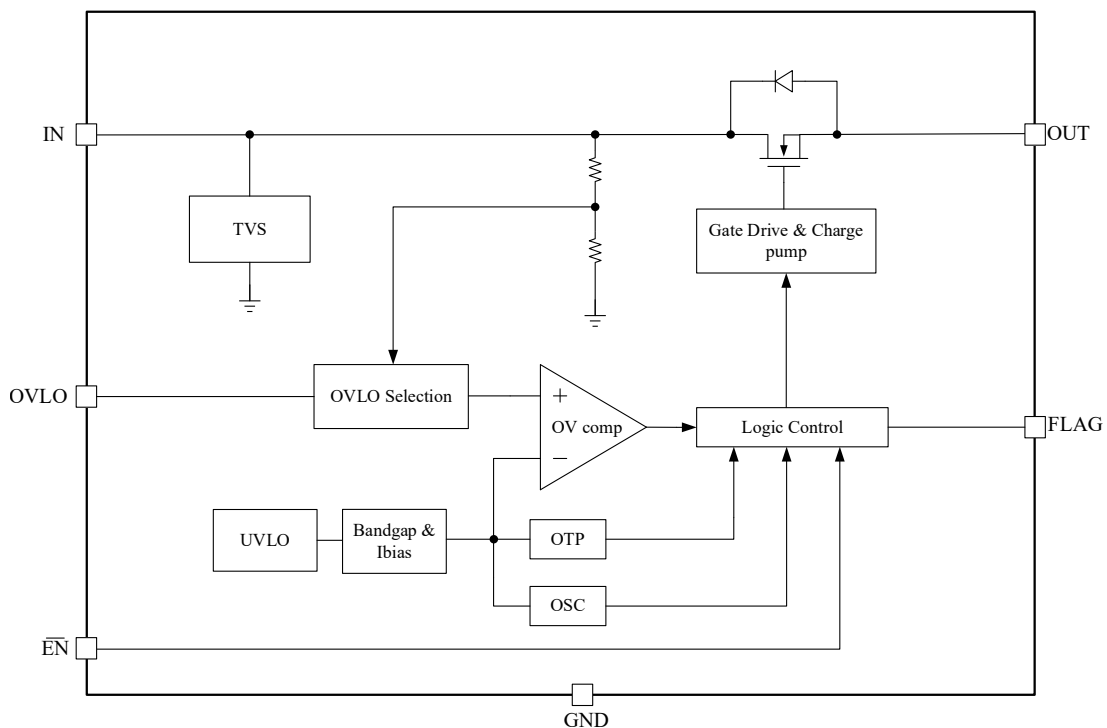 IN
OUT
TVS
Gate Drive & Charge
pump
OVLO
OVLO Selection
+
OV comp
−
Logic Control
FLAG
UVLO
Bandgap &
Ibias
OTP
OSC
E̅N̅
GND